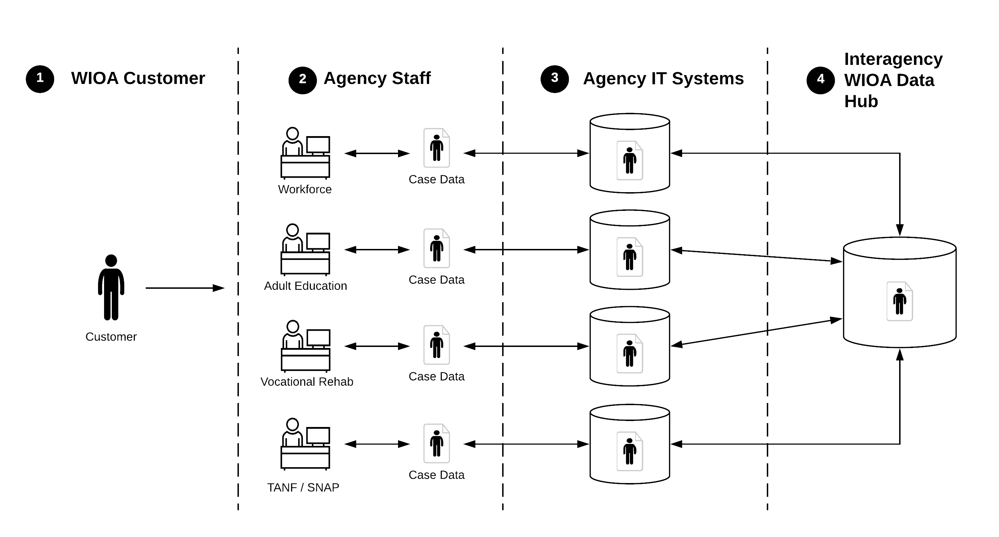 1 WIOA Customer
2 Agency Staff
3 Agency IT Systems
4 Interagency
WIOA Data
Hub
Case Data
Workforce
Case Data
Adult Education
Customer
Case Data
Vocational Rehab
Case Data
TANF / SNAP